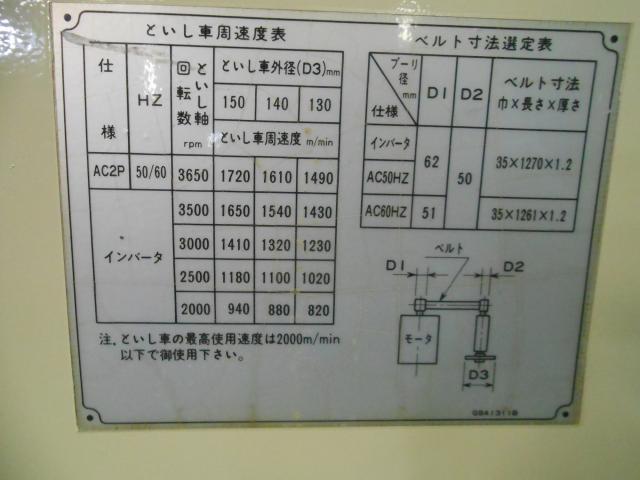 といし車周速度表
仕様 HZ といし軸回転数 rpm といし車外径(D3)mm
150 140 130
といし車周速度 m/min
AC2P 50/60 3650 1720 1610 1490
インバータ 3500 1650 1540 1430
3000 1410 1320 1230
2500 1180 1100 1020
2000 940 880 820
注.といし車の最高使用速度は2000m/min
以下で御使用下さい。
ベルト寸法選定表
プーリ径mm 仕様 D1 D2 ベルト寸法
巾×長さ×厚さ
インバータ 62 50 35×1270×1.2
AC50HZ
AC60HZ 51 35×1261×1.2
ベルト
D1 D2
モータ
D3